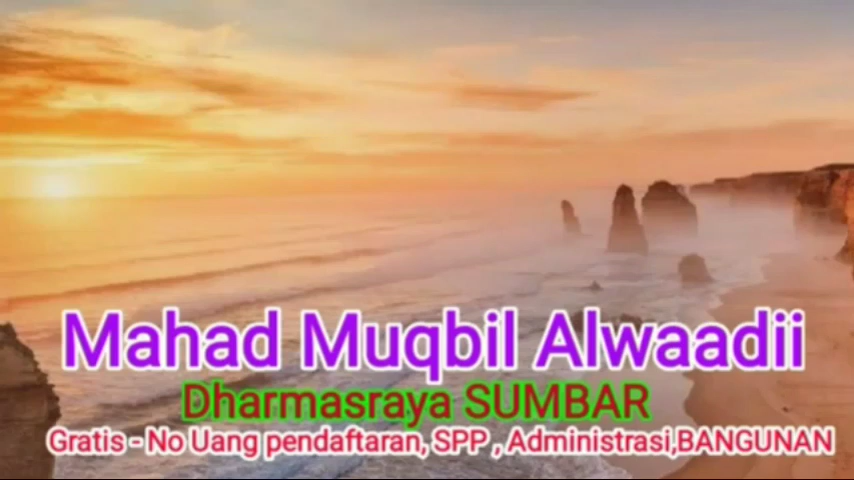 Mahad Muqbil Alwaadii
Dharmasraya SUMBAR
Gratis - No Uang pendaftaran, SPP , Administrasi,BANGUNAN